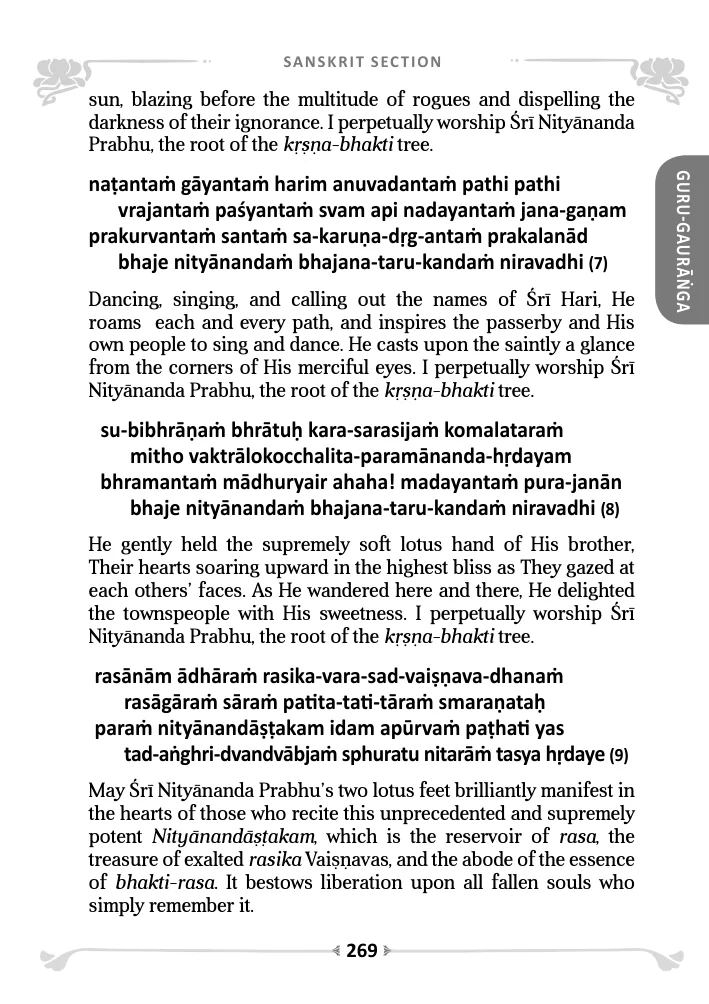 SANSKRIT SECTION
sun, blazing before the multitude of rogues and dispelling the
darkness of their ignorance. I perpetually worship Śrī Nityānanda
Prabhu, the root of the kṛṣṇa-bhakti tree.
naṭantaṁ gāyantaṁ harim anuvadantaṁ pathi pathi
vrajantaṁ paśyantaṁ svam api nadayantaṁ jana-gaṇam
prakurvantaṁ santaṁ sa-karuṇa-dṛg-antaṁ prakalanād
bhaje nityānandaṁ bhajana-taru-kandaṁ niravadhi (7)
GURU-GAURĀṄGA
Dancing, singing, and calling out the names of Śrī Hari, He
roams each and every path, and inspires the passerby and His
own people to sing and dance. He casts upon the saintly a glance
from the corners of His merciful eyes. I perpetually worship Śrī
Nityānanda Prabhu, the root of the kṛṣṇa-bhakti tree.
su-bibhrāṇaṁ bhrātuḥ kara-sarasijaṁ komalataraṁ
mitho vaktrālokocchalita-paramānanda-hṛdayam
bhramantaṁ mādhuryair ahaha! madayantaṁ pura-janān
bhaje nityānandaṁ bhajana-taru-kandaṁ niravadhi (8)
He gently held the supremely soft lotus hand of His brother,
Their hearts soaring upward in the highest bliss as They gazed at
each others’ faces. As He wandered here and there, He delighted
the townspeople with His sweetness. I perpetually worship Śrī
Nityānanda Prabhu, the root of the kṛṣṇa-bhakti tree.
rasānām ādhāraṁ rasika-vara-sad-vaiṣṇava-dhanaṁ
rasāgāraṁ sāraṁ patita-tati-tāraṁ smaraṇataḥ
paraṁ nityānandāṣṭakam idam apūrvaṁ paṭhati yas
tad-aṅghri-dvandvābjaṁ sphuratu nitarāṁ tasya hṛdaye (9)
May Śrī Nityānanda Prabhu’s two lotus feet brilliantly manifest in
the hearts of those who recite this unprecedented and supremely
potent Nityānandāṣṭakam, which is the reservoir of rasa, the
treasure of exalted rasika Vaiṣṇavas, and the abode of the essence
of bhakti-rasa. It bestows liberation upon all fallen souls who
simply remember it.
269